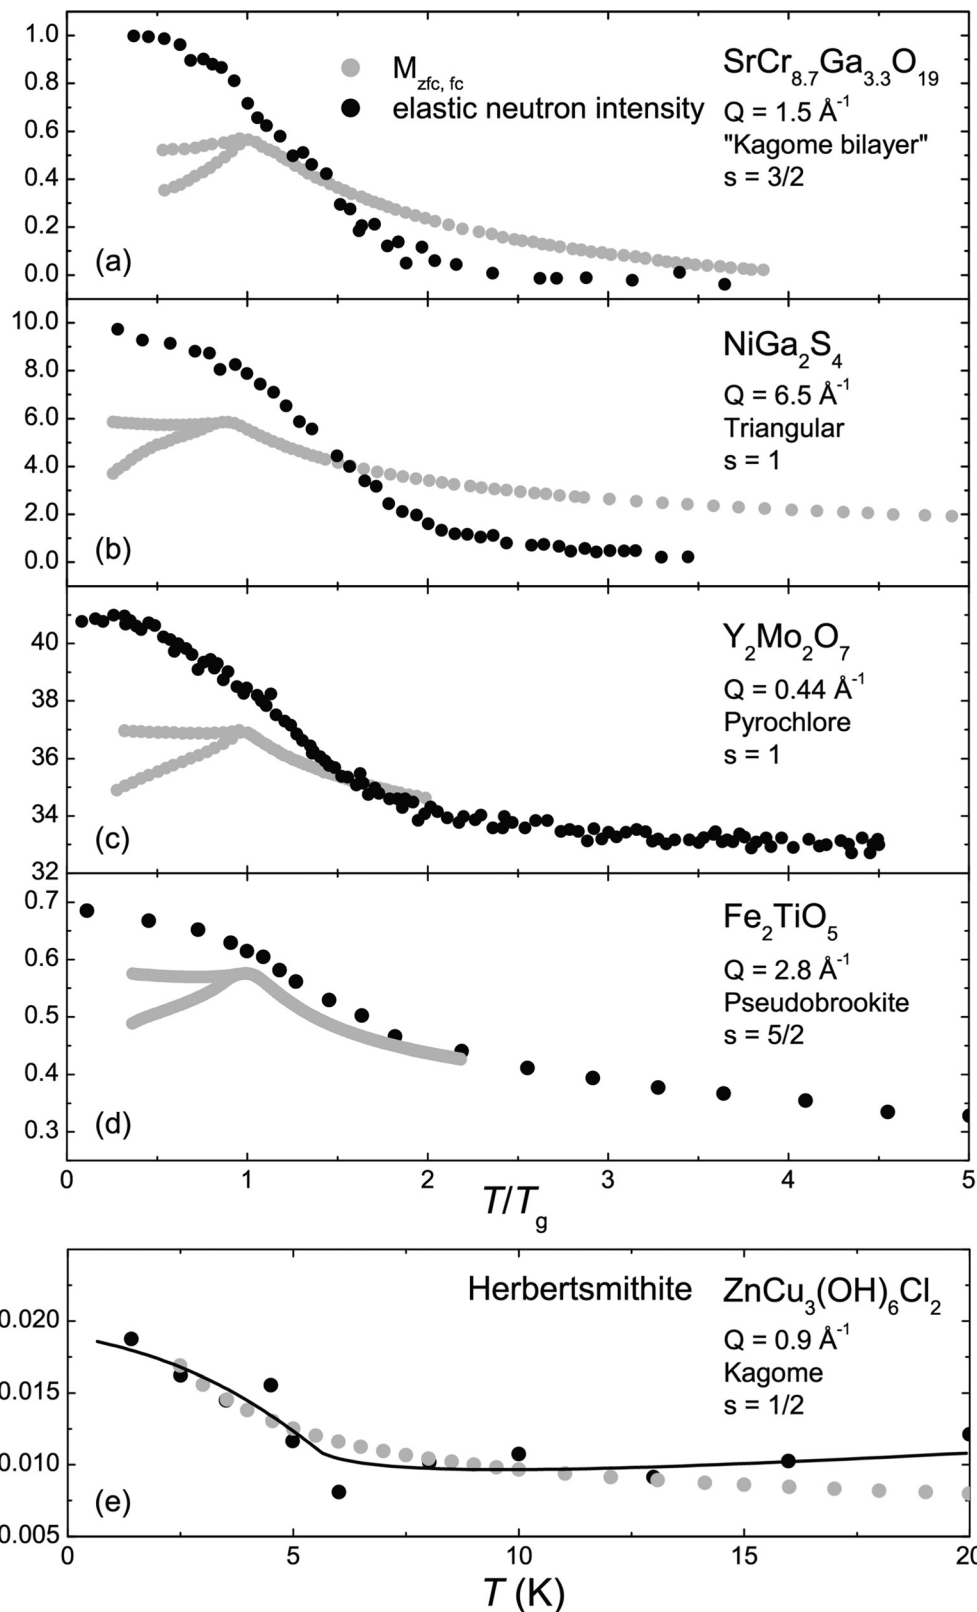 1.0
0.8
0.6
0.4
0.2
0.0
M zfc, fc
elastic neutron intensity
SrCr8.7Ga3.3O19
Q = 1.5 Å-1
"Kagome bilayer"
s = 3/2
(a)
10.0
8.0
6.0
4.0
2.0
0.0
NiGa2S4
Q = 6.5 Å-1
Triangular
s = 1
(b)
40
38
36
34
32
Y2Mo2O7
Q = 0.44 Å-1
Pyrochlore
s = 1
(c)
0.7
0.6
0.5
0.4
0.3
Fe2TiO5
Q = 2.8 Å-1
Pseudobrookite
s = 5/2
(d)
0 1 2 3 4 5
T/Tg
0.020
0.015
0.010
0.005
Herbertsmithite ZnCu3(OH)6Cl2
Q = 0.9 Å-1
Kagome
s = 1/2
(e)
0 5 10 15 20
T (K)